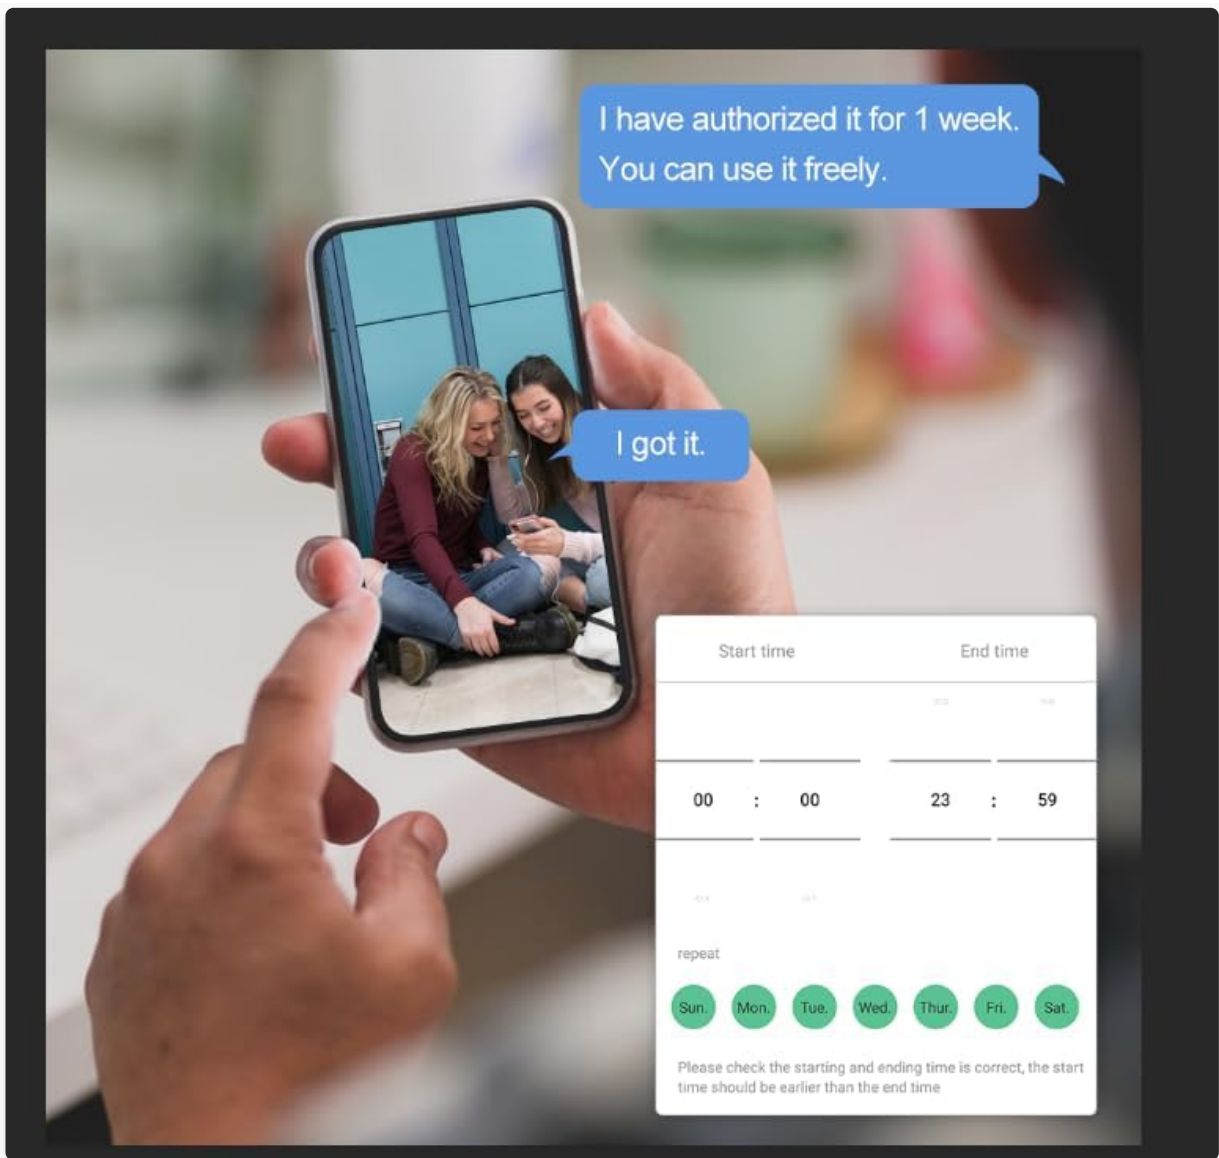 I have authorized it for 1 week.
You can use it freely.
I got it.
Start time End time
00 : 00 23 : 59
repeat
Sun. Mon. Tue. Wed. Thur. Fri. Sat.
Please check the starting and ending time is correct, the start
time should be earlier than the end time